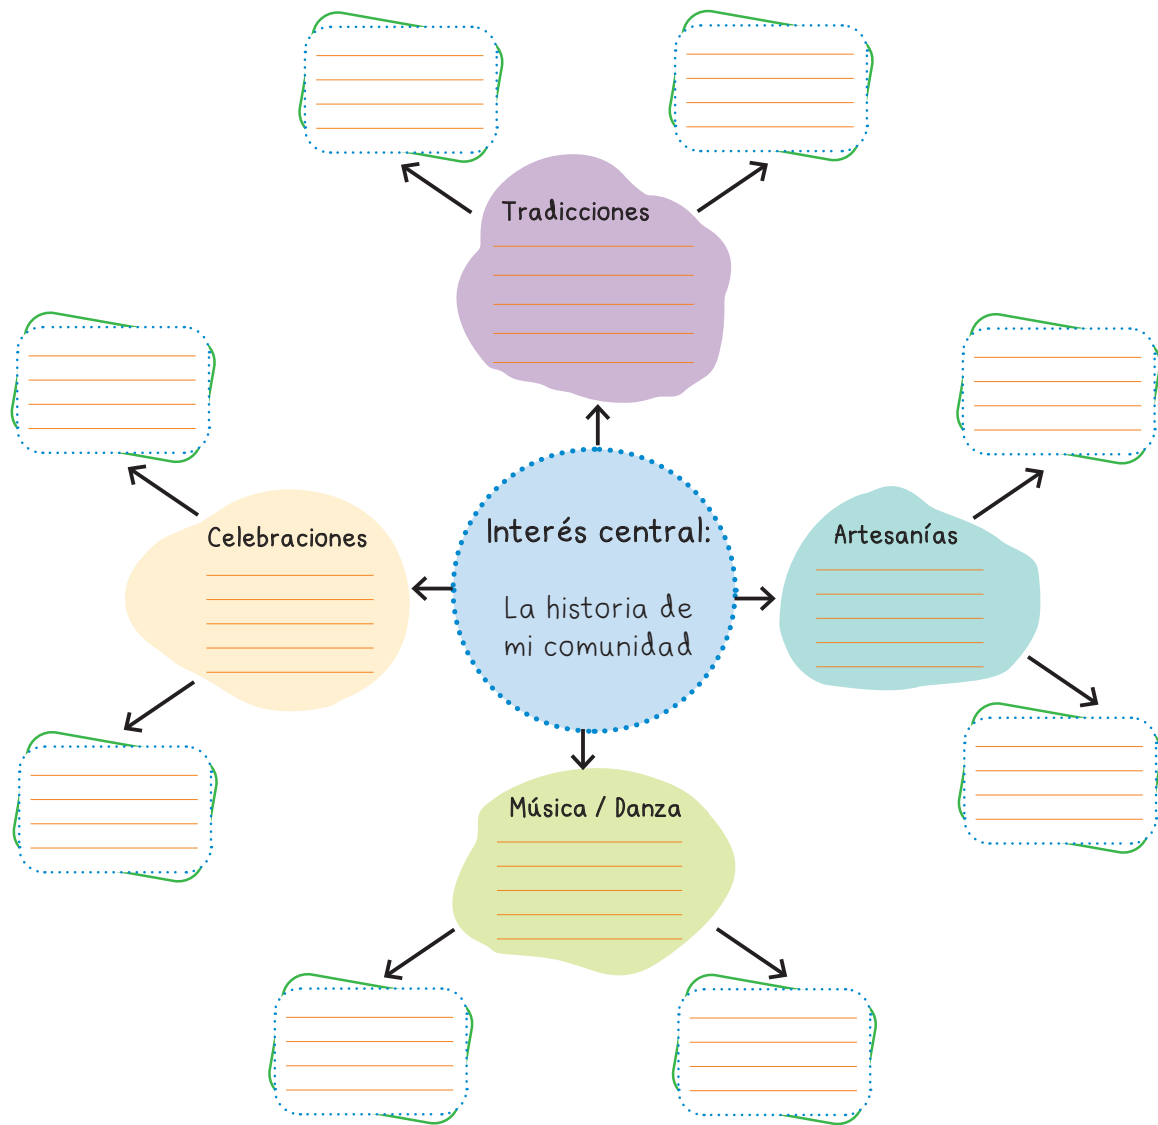 Tradicciones
Celebraciones
Interés central:
La historia de
mi comunidad
Artesanías
Música / Danza